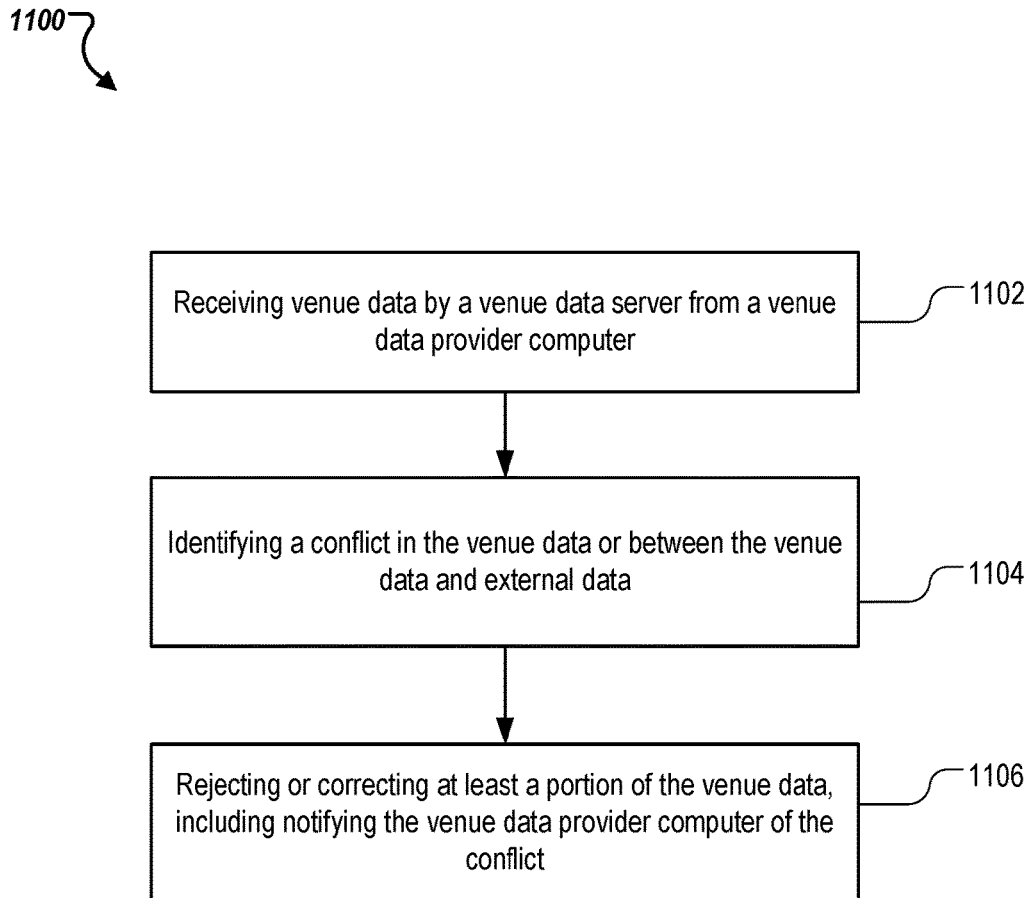 1100
Receiving venue data by a venue data server from a venue
data provider computer
1102
Identifying a conflict in the venue data or between the venue
data and external data
1104
Rejecting or correcting at least a portion of the venue data,
including notifying the venue data provider computer of the
conflict
1106